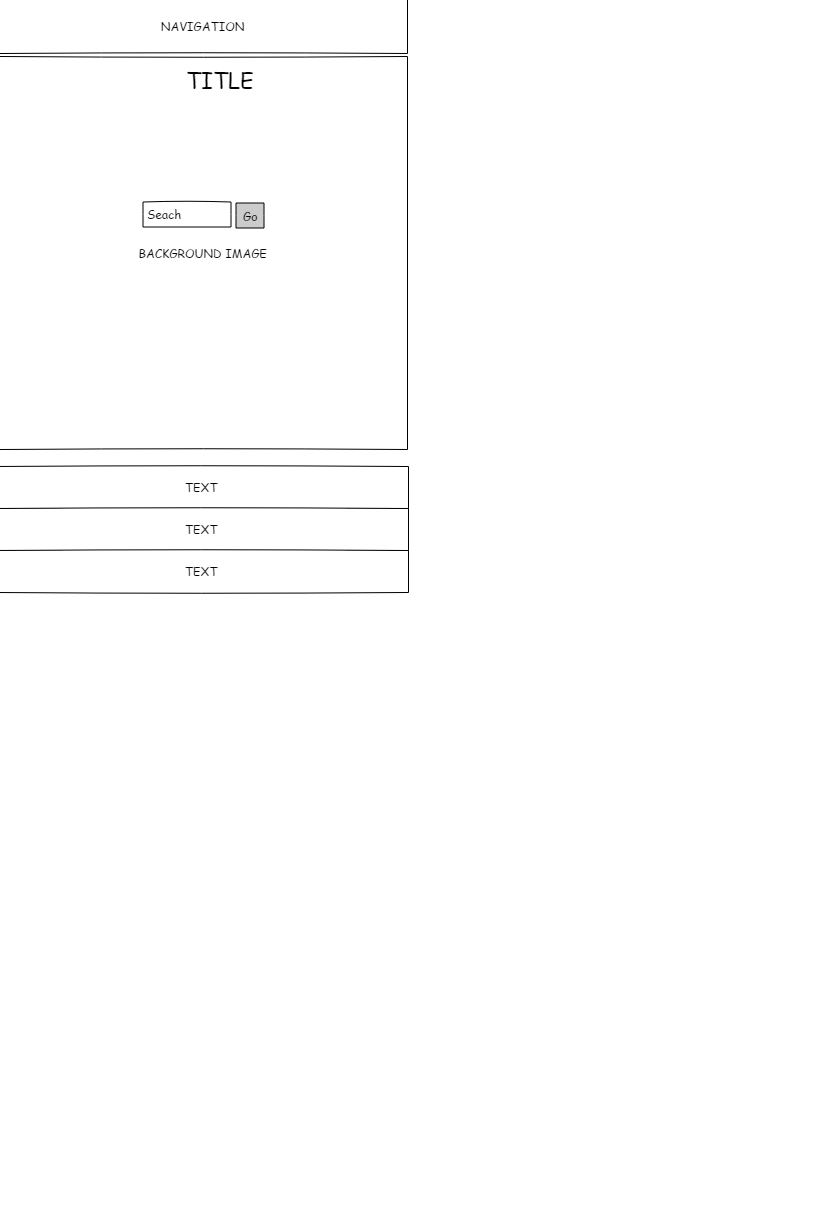 NAVIGATION
TITLE
Seach
Go
BACKGROUND IMAGE
TEXT
TEXT
TEXT